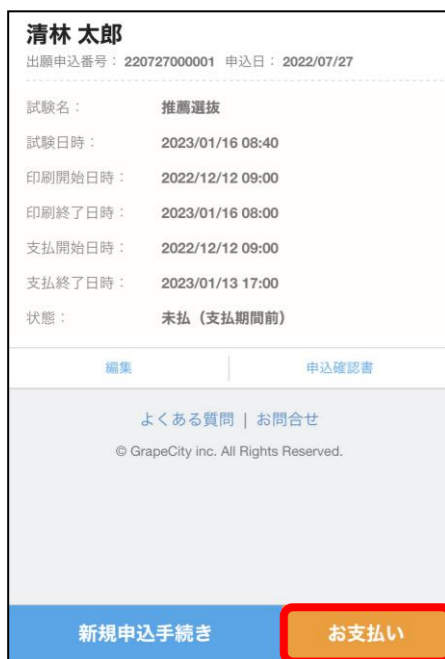 清林 太郎
出願申込番号： 220727000001 申込日： 2022/07/27
試験名： 推薦選抜
試験日時： 2023/01/16 08:40
印刷開始日時： 2022/12/12 09:00
印刷終了日時： 2023/01/16 08:00
支払開始日時： 2022/12/12 09:00
支払終了日時： 2023/01/13 17:00
状態： 未払（支払期間前）
編集 申込確認書
よくある質問 | お問合せ
© GrapeCity inc. All Rights Reserved.
新規申込手続き お支払い